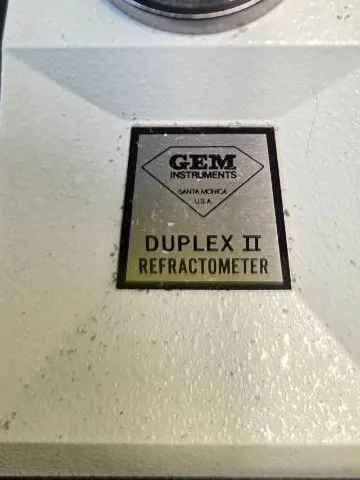 GEM
INSTRUMENTS
SANTA MONICA
U.S.A.
DUPLEX II
REFRACTOMETER